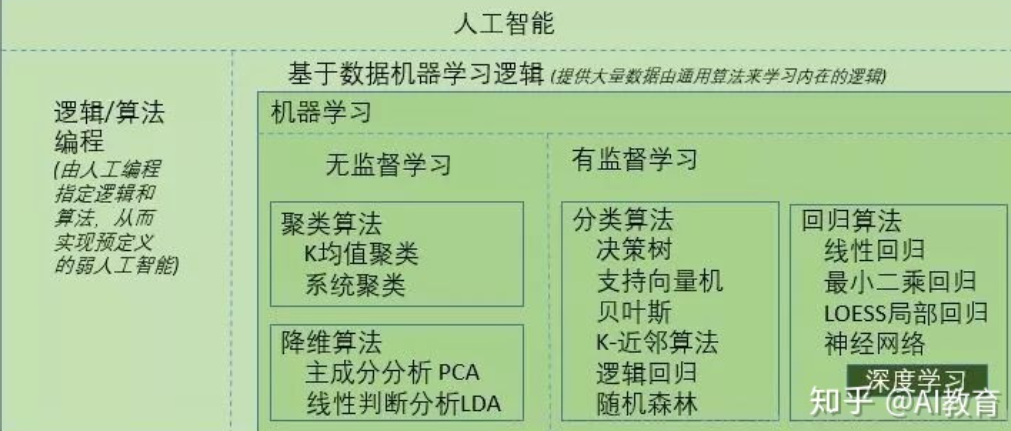 人工智能
基于数据机器学习逻辑 (提供大量数据由通用算法来学习内在的逻辑)
逻辑/算法
编程
(由人工编程
指定逻辑和
算法，从而
实现预定义
的弱人工智能)
机器学习
无监督学习
聚类算法
K均值聚类
系统聚类
降维算法
主成分分析 PCA
线性判断分析LDA
有监督学习
分类算法
决策树
支持向量机
贝叶斯
K-近邻算法
逻辑回归
随机森林
回归算法
线性回归
最小二乘回归
LOESS局部回归
神经网络
深度学习
知乎 @AI教育